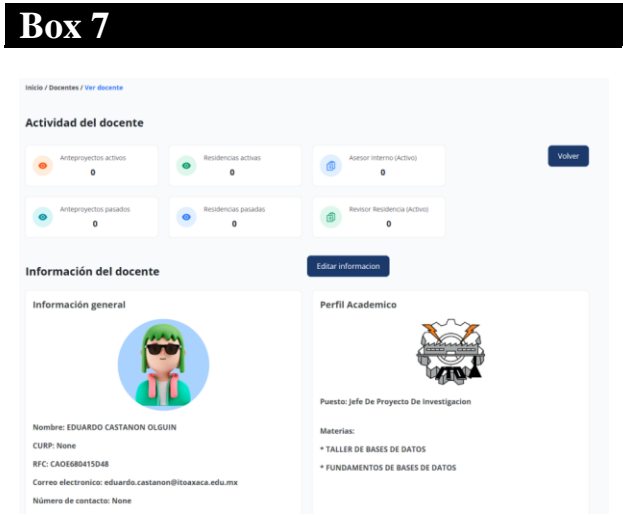 Box 7
Inicio / Docentes / Ver docente
Actividad del docente
Anteproyectos activos
0
Residencias activas
0
Asesor Interno (Activo)
0
Volver
Anteproyectos pasados
0
Residencias pasadas
0
Revisor Residencia (Activo)
0
Información del docente
Editar informacion
Información general
Nombre: EDUARDO CASTANON OLGUIN
CURP: None
RFC: CAOE680415D48
Correo electronico: eduardo.castanon@itoaxaca.edu.mx
Número de contacto: None
Perfil Academico
Puesto: Jefe De Proyecto De Investigacion
Materias:
* TALLER DE BASES DE DATOS
* FUNDAMENTOS DE BASES DE DATOS